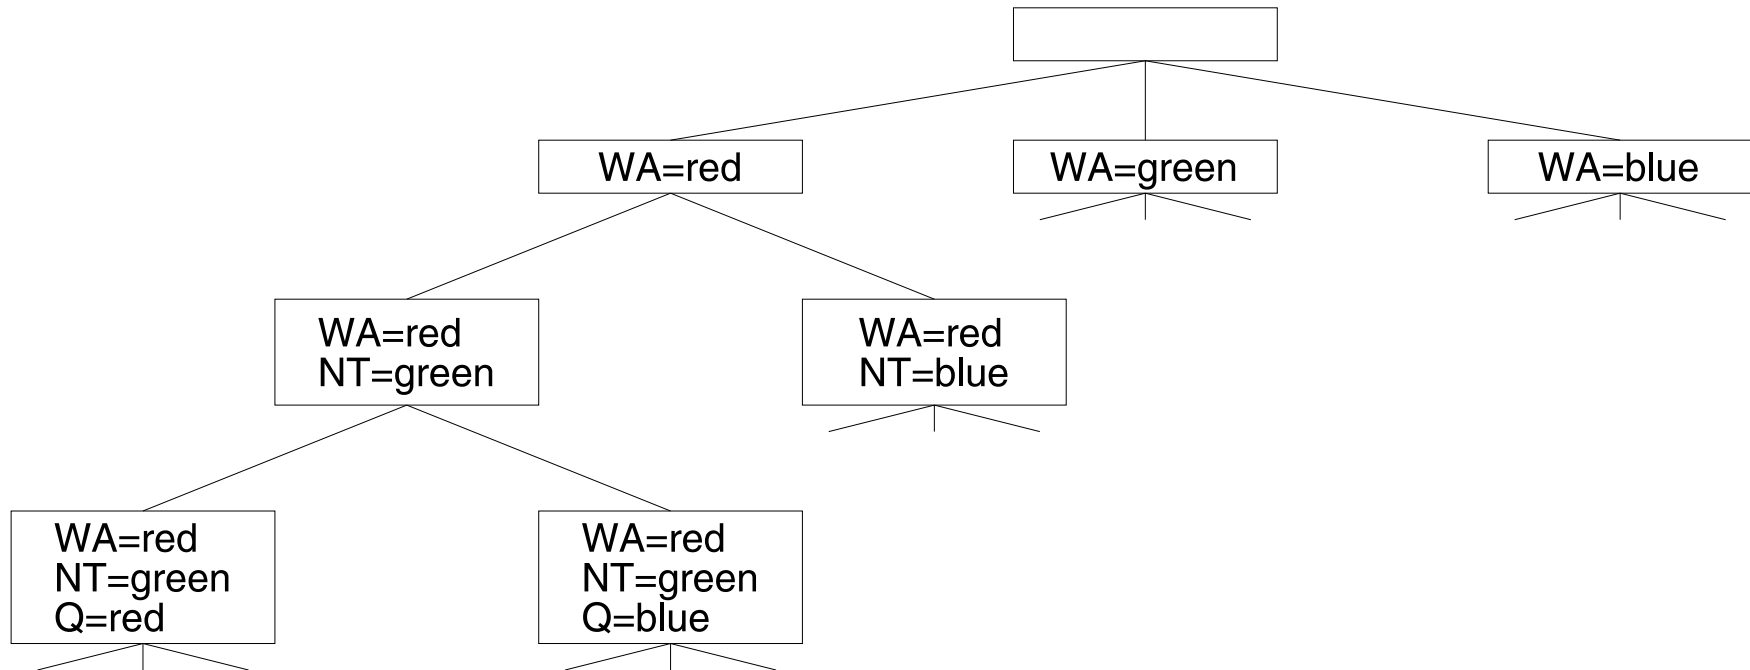 WA=red
WA=green
WA=blue
WA=red
NT=green
WA=red
NT=blue
WA=red
NT=green
Q=red
WA=red
NT=green
Q=blue